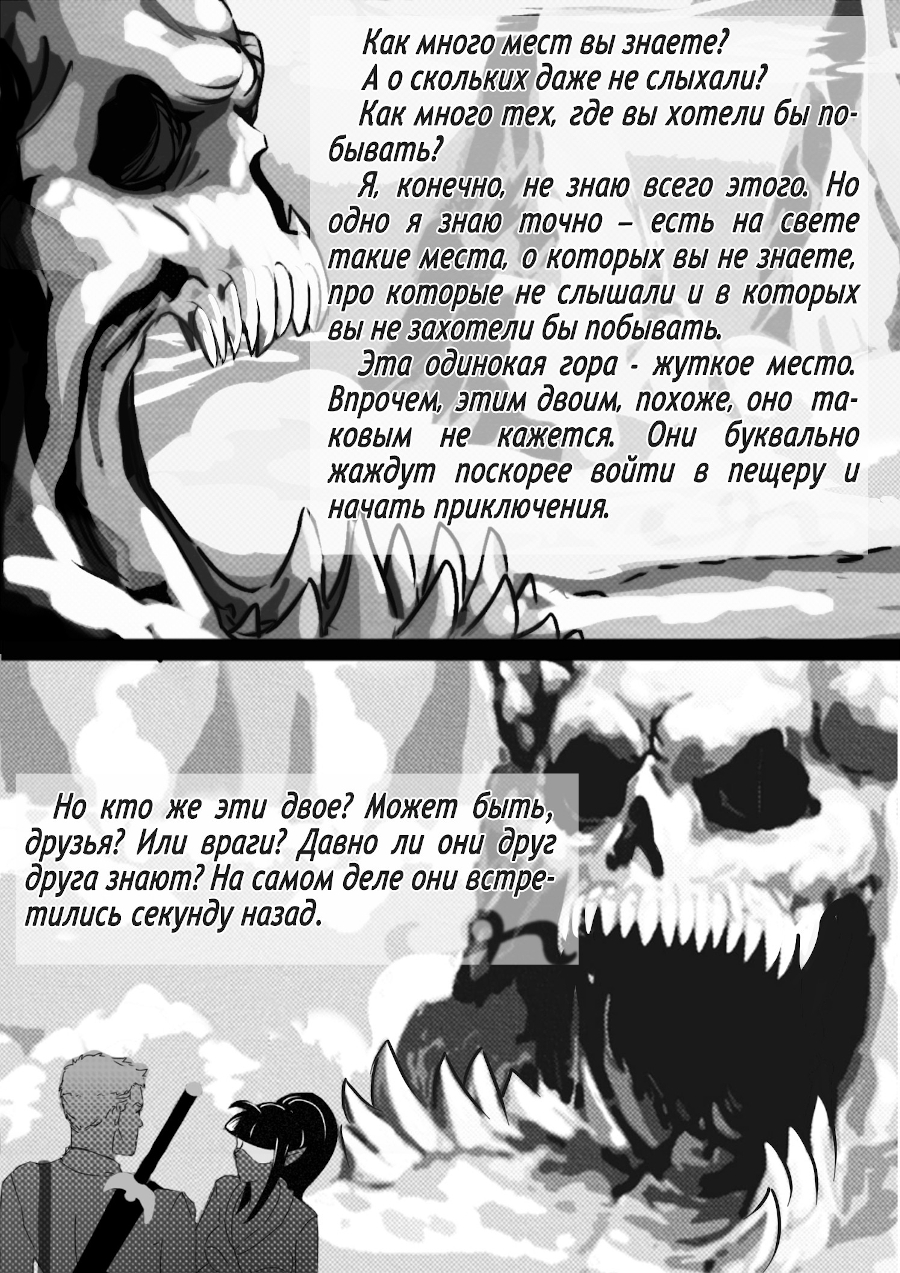 Как много мест вы знаете?
А о скольких даже не слыхали?
Как много тех, где вы хотели бы по-
бывать?
Я, конечно, не знаю всего этого. Но
одно я знаю точно – есть на свете
такие места, о которых вы не знаете,
про которые не слышали и в которых
вы не захотели бы побывать.
Эта одинокая гора - жуткое место.
Впрочем, этим двоим, похоже, оно та-
ковым не кажется. Они буквально
жаждут поскорее войти в пещеру и
начать приключения.
Но кто же эти двое? Может быть,
друзья? Или враги? Давно ли они друг
друга знают? На самом деле они встре-
тились секунду назад.